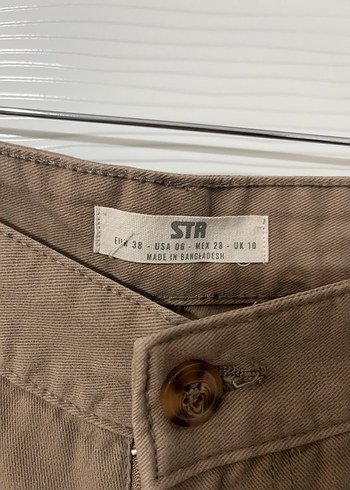 STR
EUR 38 - USA 06 - MEX 28 - UK 10
MADE IN BANGLADESH